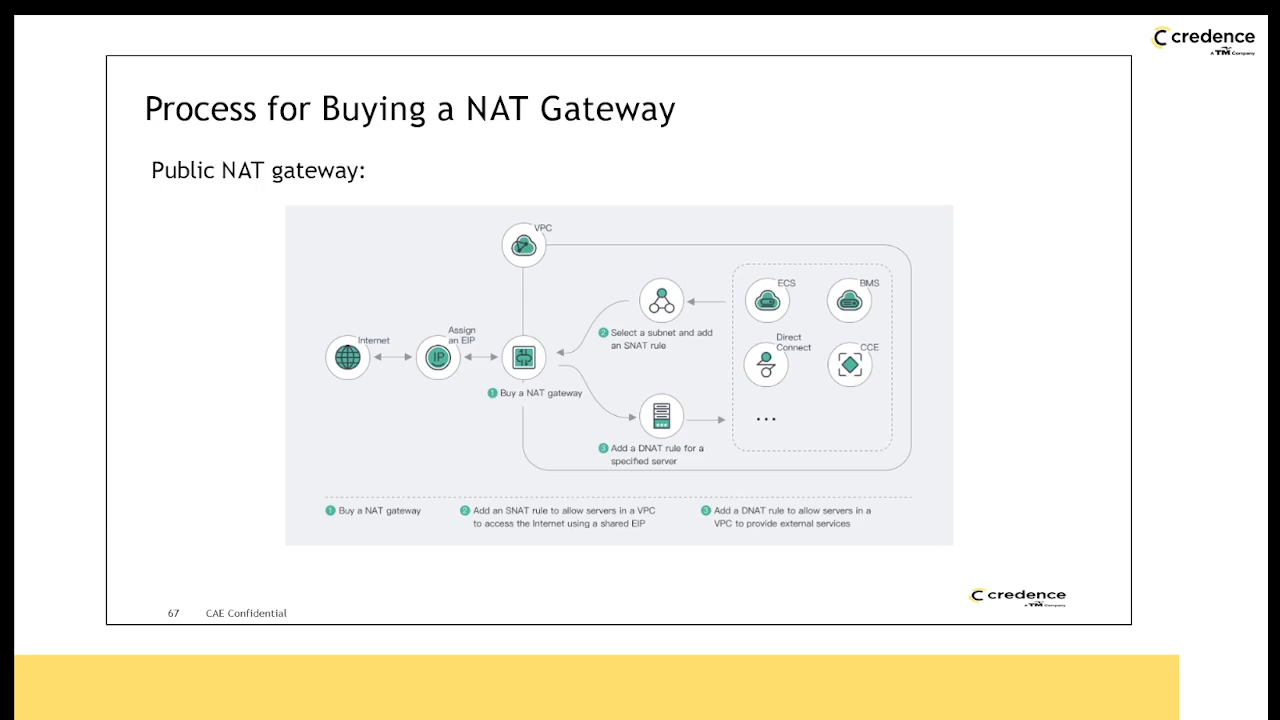 credence
A TM Company
Process for Buying a NAT Gateway
Public NAT gateway:
VPC
ECS
BMS
2 Select a subnet and add
an SNAT rule
Internet
Assign
an EIP
IP
Direct
Connect
CCE
1 Buy a NAT gateway
...
3 Add a DNAT rule for a
specified server
1 Buy a NAT gateway
2 Add an SNAT rule to allow servers in a VPC
to access the Internet using a shared EIP
3 Add a DNAT rule to allow servers in a
VPC to provide external services
credence
A TM Company
67 CAE Confidential